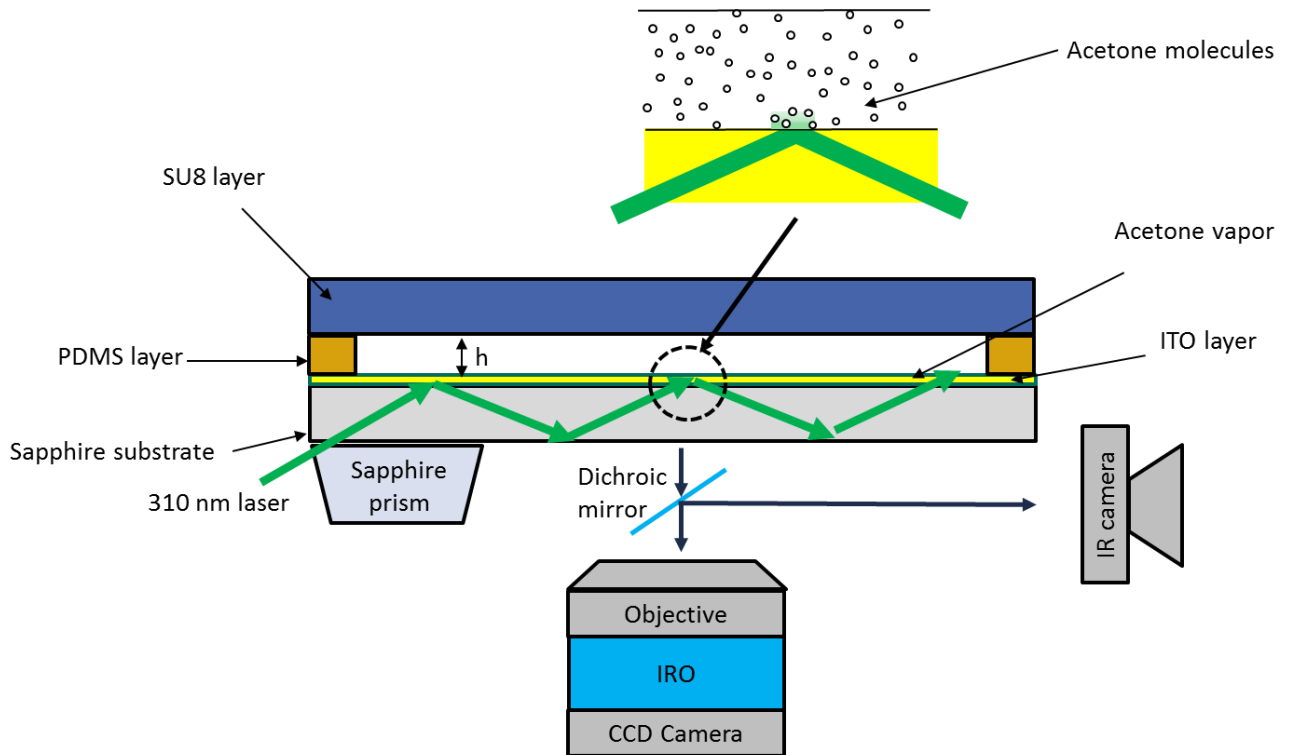 Acetone molecules
SU8 layer
Acetone vapor
PDMS layer
h
ITO layer
Sapphire substrate
310 nm laser
Sapphire
prism
Dichroic
mirror
IR camera
Objective
IRO
CCD Camera